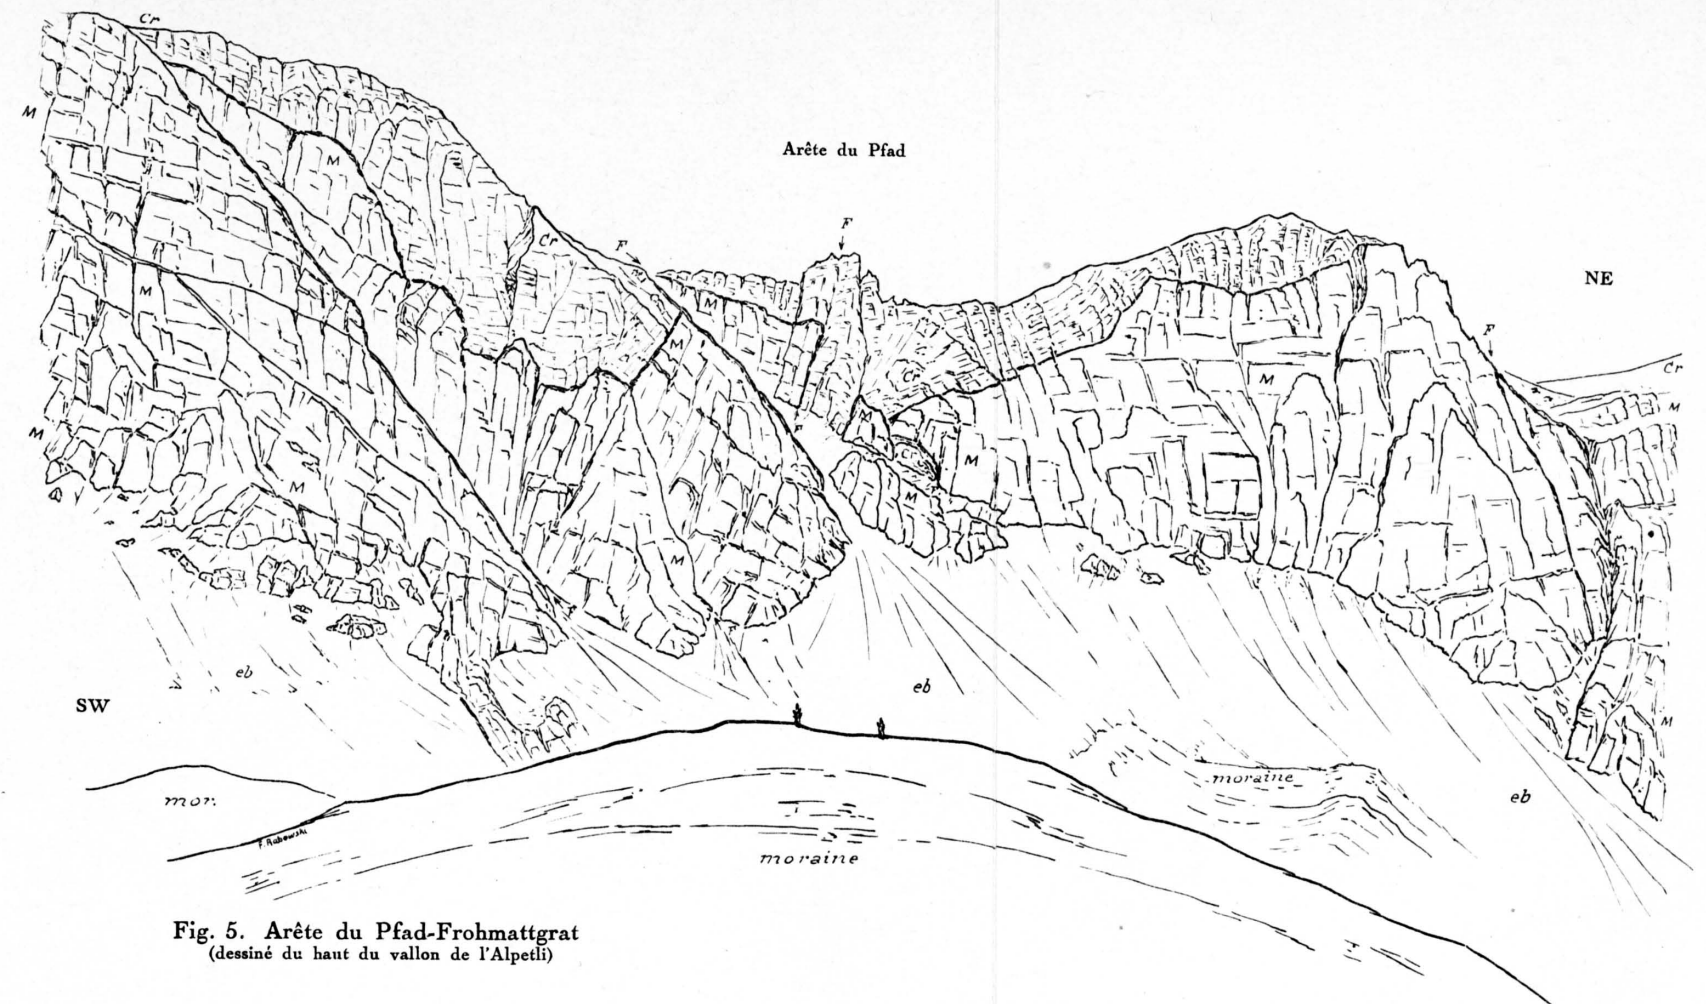 Cr
M
Arête du Pfad
M
F
Cr
F
NE
M
M
M
F
Cr
M
Cr
M
M
M
F
M
Cr
M
M
M
M
eb
eb
SW
M
moraine
mor.
eb
F. Rabowski
moraine
Fig. 5. Arête du Pfad-Frohmattgrat
(dessiné du haut du vallon de l'Alpetli)